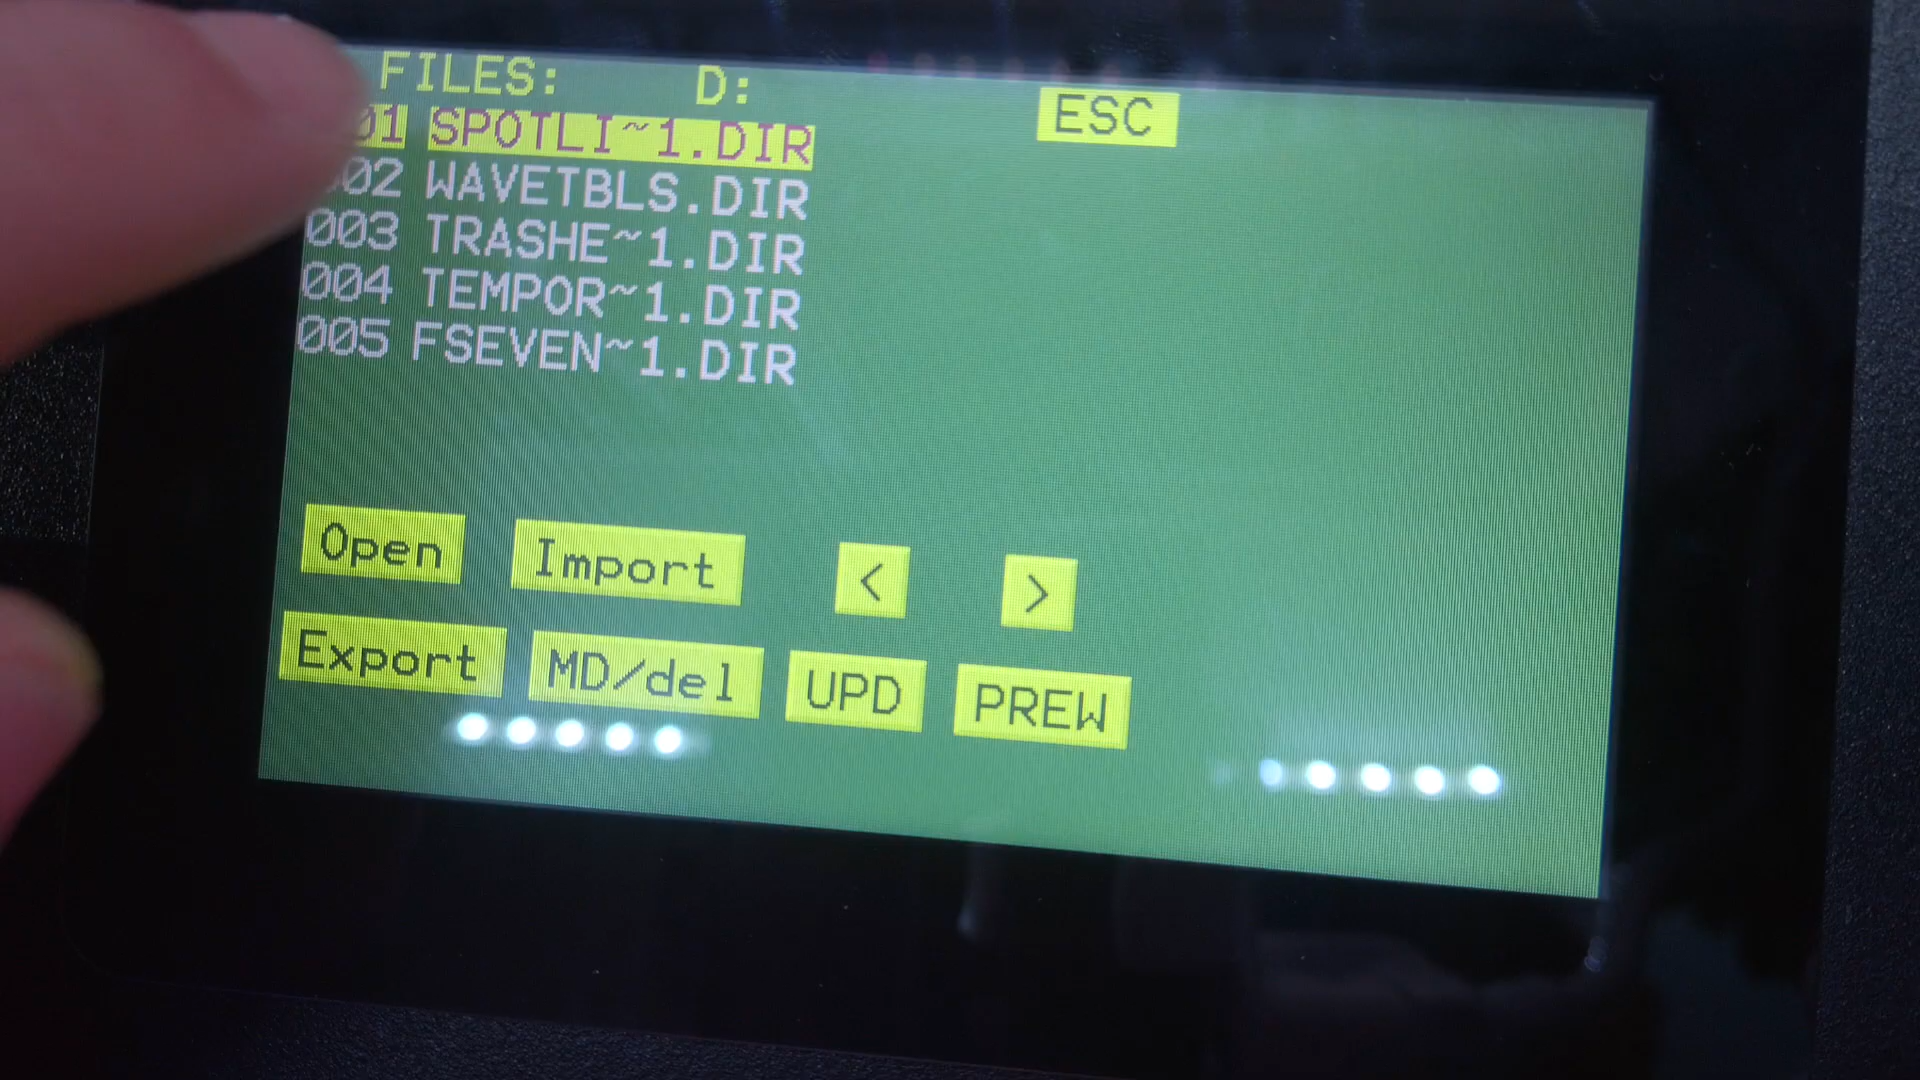 FILES: D: ESC
01 SPOTLI~1.DIR
002 WAVETBLS.DIR
003 TRASHE~1.DIR
004 TEMPOR~1.DIR
005 FSEVEN~1.DIR
Open Import < >
Export MD/del UPD PREW